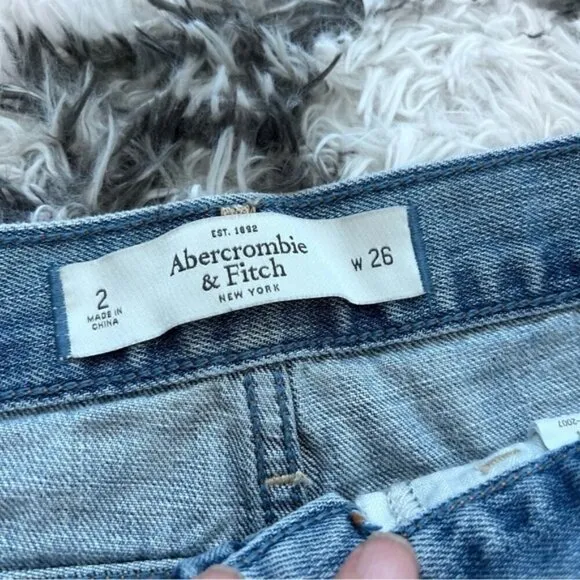 EST. 1892
Abercrombie
& Fitch
NEW YORK
2
MADE IN
CHINA
W 26